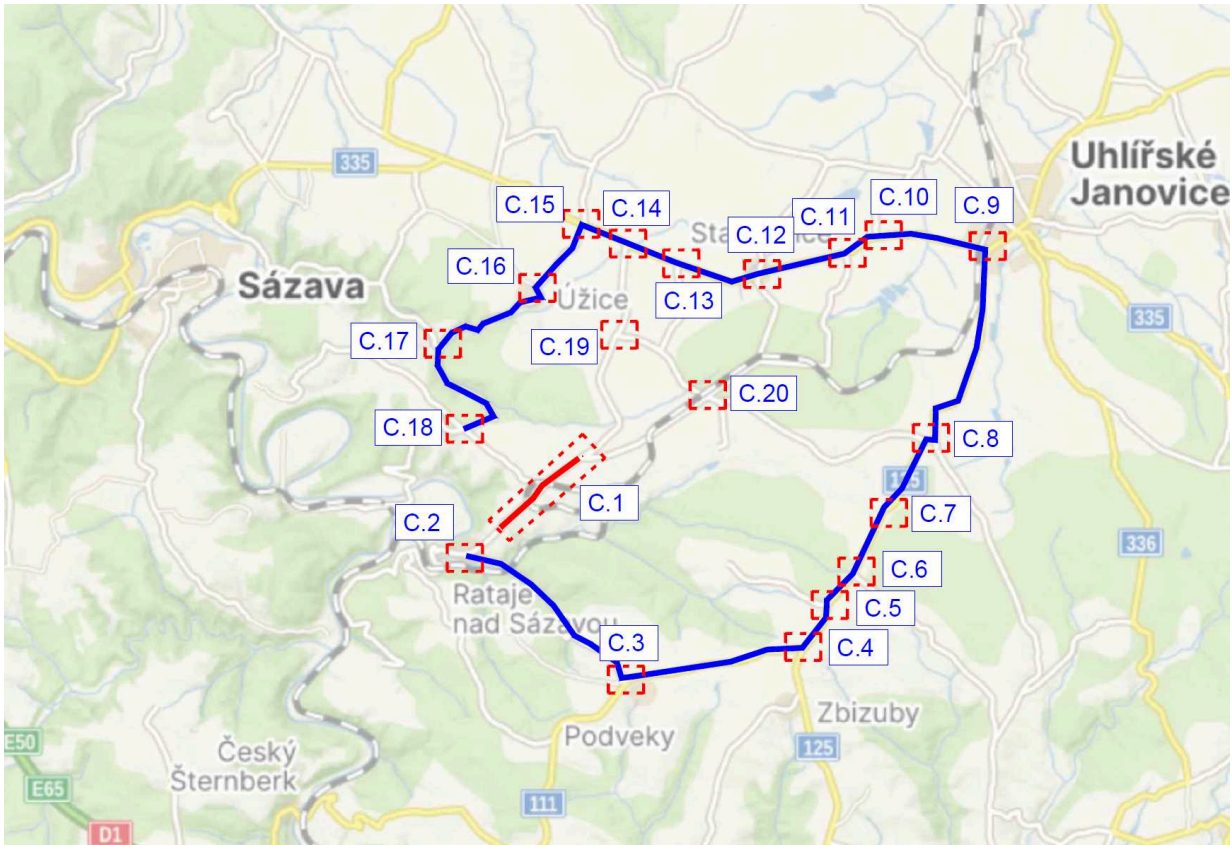 335
Uhlířské
Janovice
C.15
C.14
C.10
C.11
C.9
C.12
C.16
Sázava
Úžice
C.13
335
C.17
C.19
C.20
C.18
C.8
C.1
C.7
C.2
336
C.6
Rataje
nad Sázavou
C.5
C.3
C.4
Zbizuby
Podveky
E50
Český
Šternberk
125
E65
111
D1